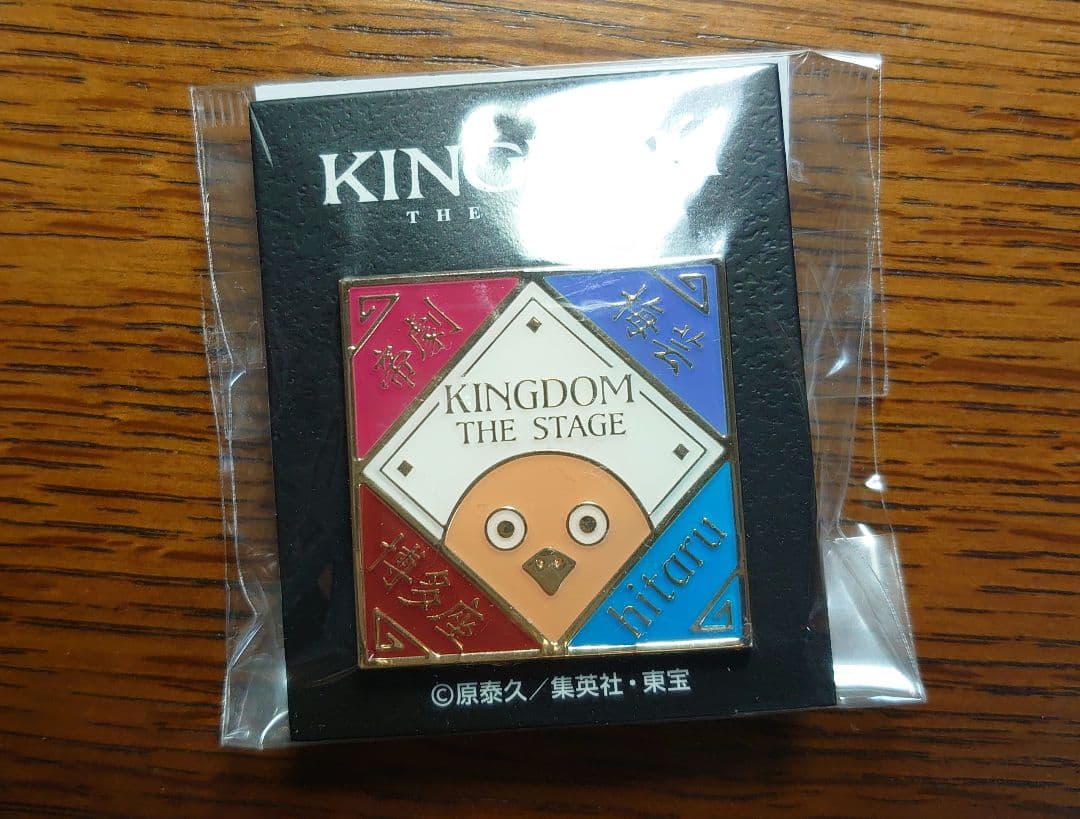 KINGDOM
THE
帝劇
梅芸
KINGDOM
THE STAGE
博多座
hitaru
©原泰久/集英社・東宝